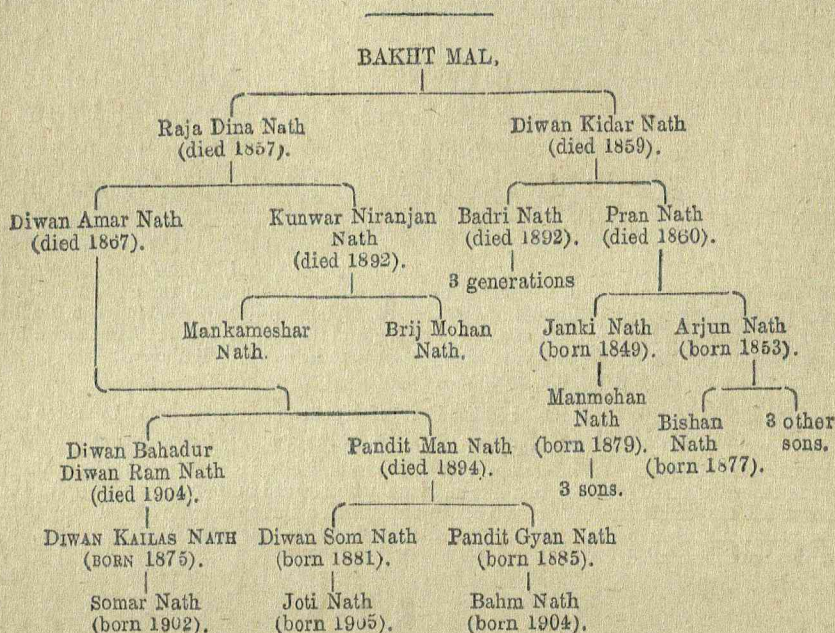 BAKHT MAL,
Raja Dina Nath
(died 1857).
Diwan Kidar Nath
(died 1859).
Diwan Amar Nath
(died 1867).
Kunwar Niranjan
Nath
(died 1892).
Badri Nath
(died 1892).
3 generations
Pran Nath
(died 1860).
Mankameshar
Nath.
Brij Mohan
Nath.
Janki Nath
(born 1849).
Arjun Nath
(born 1853).
Manmohan
Nath
(born 1879).
3 sons.
Bishan
Nath
(born 1877).
3 other
sons.
Diwan Bahadur
Diwan Ram Nath
(died 1904).
Pandit Man Nath
(died 1894).
DIWAN KAILAS NATH
(BORN 1875).
Diwan Som Nath
(born 1881).
Pandit Gyan Nath
(born 1885).
Somar Nath
(born 1902).
Joti Nath
(born 1905).
Bahm Nath
(born 1904).